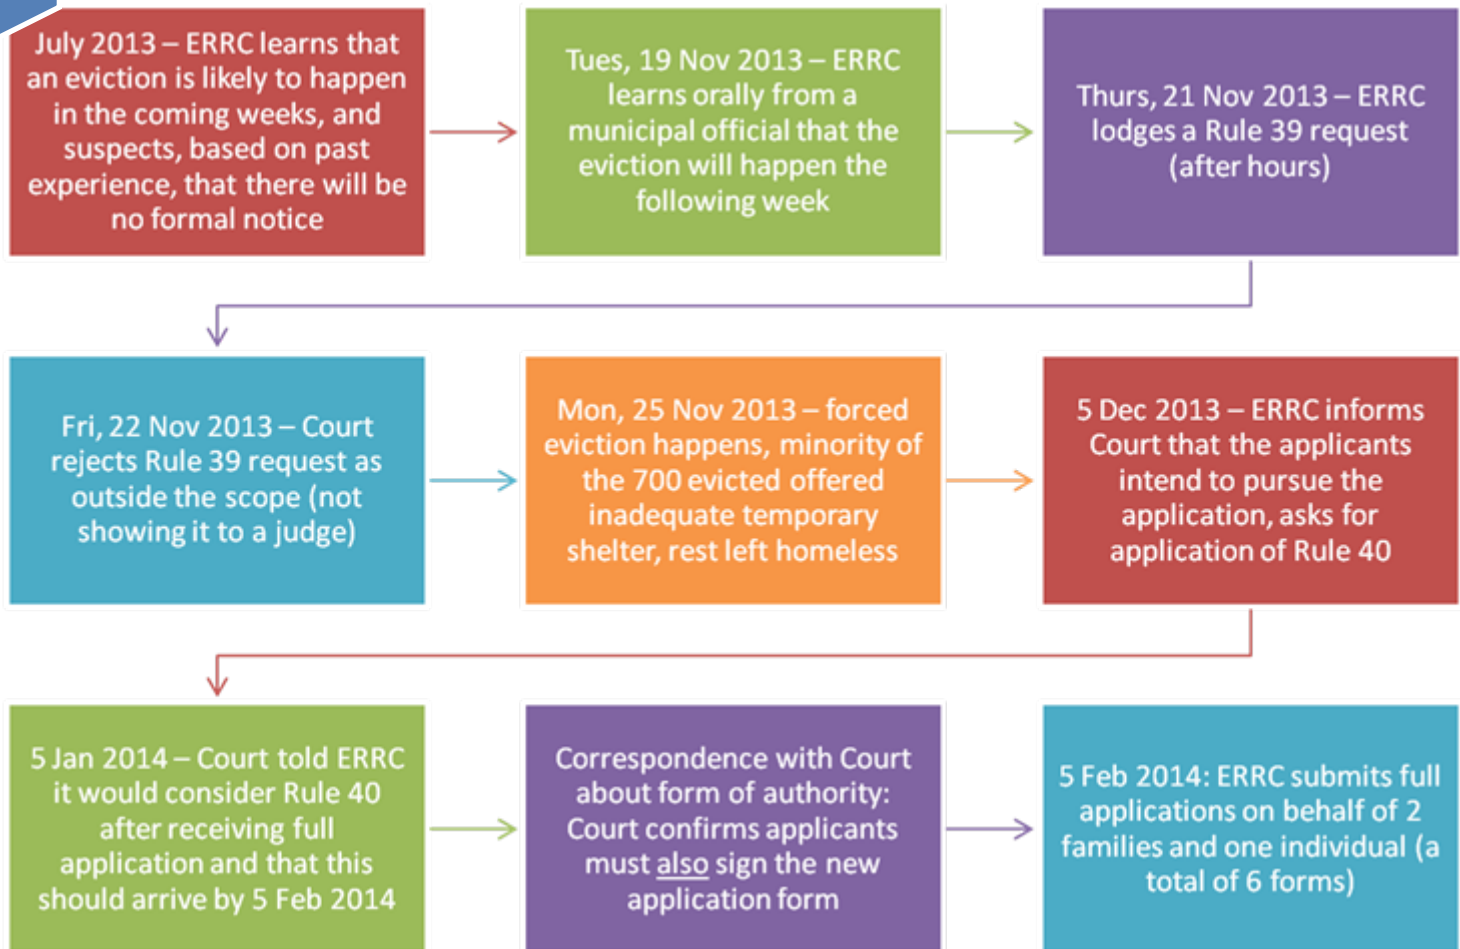 July 2013 – ERRC learns that
an eviction is likely to happen
in the coming weeks, and
suspects, based on past
experience, that there will be
no formal notice
Tues, 19 Nov 2013 – ERRC
learns orally from a
municipal official that the
eviction will happen the
following week
Thurs, 21 Nov 2013 – ERRC
lodges a Rule 39 request
(after hours)
Fri, 22 Nov 2013 – Court
rejects Rule 39 request as
outside the scope (not
showing it to a judge)
Mon, 25 Nov 2013 – forced
eviction happens, minority of
the 700 evicted offered
inadequate temporary
shelter, rest left homeless
5 Dec 2013 – ERRC informs
Court that the applicants
intend to pursue the
application, asks for
application of Rule 40
5 Jan 2014 – Court told ERRC
it would consider Rule 40
after receiving full
application and that this
should arrive by 5 Feb 2014
Correspondence with Court
about form of authority:
Court confirms applicants
must also sign the new
application form
5 Feb 2014: ERRC submits full
applications on behalf of 2
families and one individual (a
total of 6 forms)